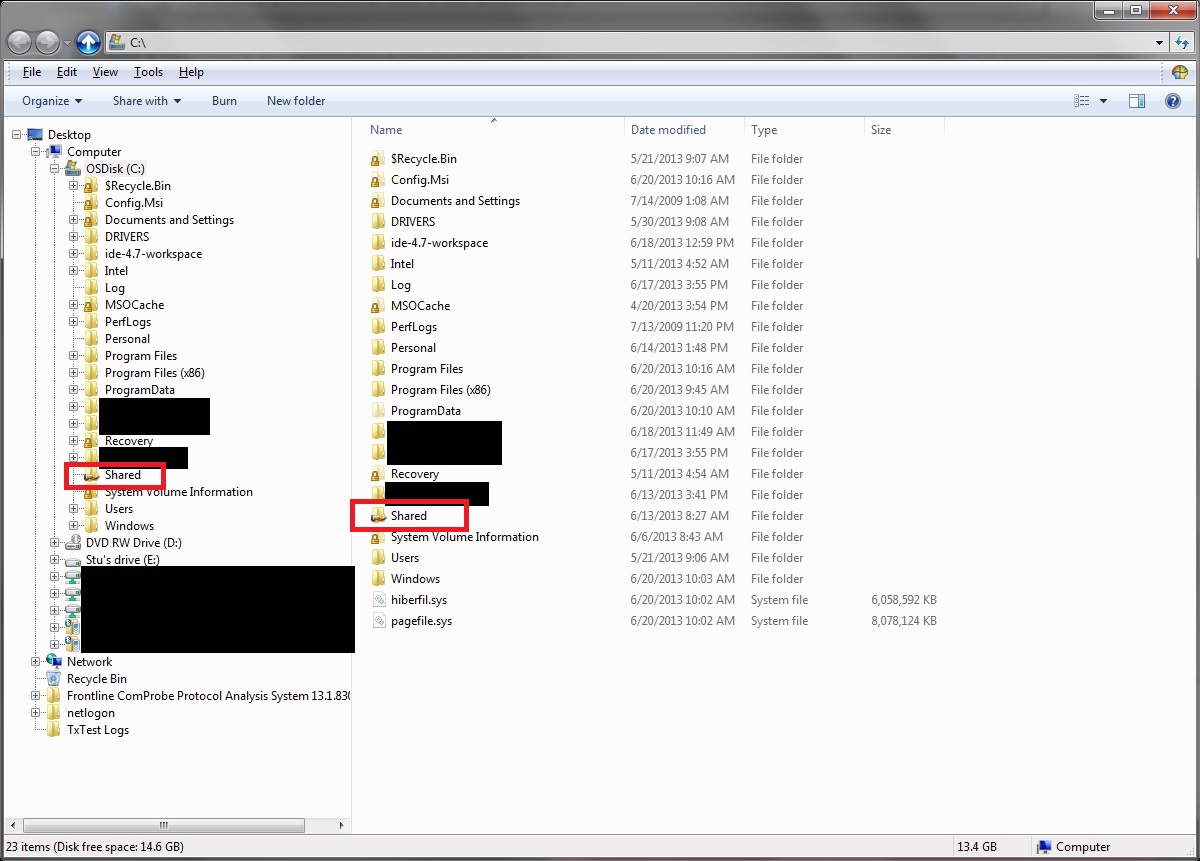 C:\
File Edit View Tools Help
Organize Share with Burn New folder
Desktop
Computer
OSDisk (C:)
$Recycle.Bin
Config.Msi
Documents and Settings
DRIVERS
ide-4.7-workspace
Intel
Log
MSOCache
PerfLogs
Personal
Program Files
Program Files (x86)
ProgramData
Recovery
Shared
System Volume Information
Users
Windows
DVD RW Drive (D:)
Stu's drive (E:)
Network
Recycle Bin
Frontline ComProbe Protocol Analysis System 13.1.830
netlogon
TxTest Logs
Name Date modified Type Size
$Recycle.Bin 5/21/2013 9:07 AM File folder
Config.Msi 6/20/2013 10:16 AM File folder
Documents and Settings 7/14/2009 1:08 AM File folder
DRIVERS 5/30/2013 9:08 AM File folder
ide-4.7-workspace 6/18/2013 12:59 PM File folder
Intel 5/11/2013 4:52 AM File folder
Log 6/17/2013 3:55 PM File folder
MSOCache 4/20/2013 3:54 PM File folder
PerfLogs 7/13/2009 11:20 PM File folder
Personal 6/14/2013 1:48 PM File folder
Program Files 6/20/2013 10:16 AM File folder
Program Files (x86) 6/20/2013 9:45 AM File folder
ProgramData 6/20/2013 10:10 AM File folder
6/18/2013 11:49 AM File folder
6/17/2013 3:55 PM File folder
Recovery 5/11/2013 4:54 AM File folder
6/13/2013 3:41 PM File folder
Shared 6/13/2013 8:27 AM File folder
System Volume Information 6/6/2013 8:43 AM File folder
Users 5/21/2013 9:06 AM File folder
Windows 6/20/2013 10:03 AM File folder
hiberfil.sys 6/20/2013 10:02 AM System file 6,058,592 KB
pagefile.sys 6/20/2013 10:02 AM System file 8,078,124 KB
23 items (Disk free space: 14.6 GB) 13.4 GB Computer